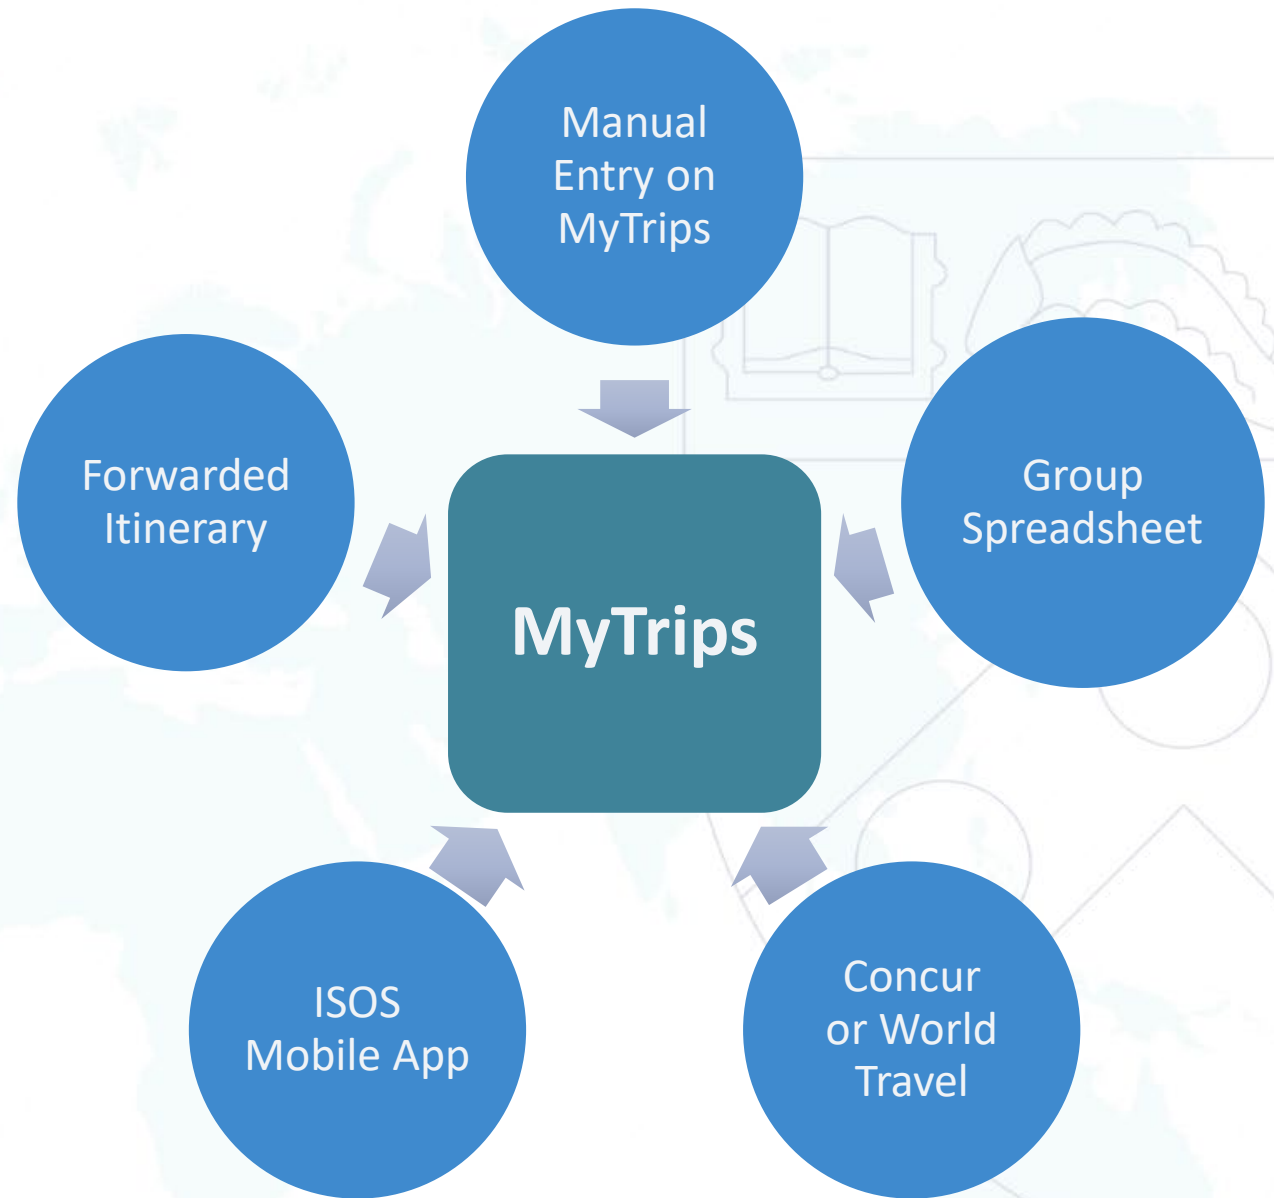 Manual
Entry on
MyTrips
Forwarded
Itinerary
Group
Spreadsheet
MyTrips
ISOS
Mobile App
Concur
or World
Travel